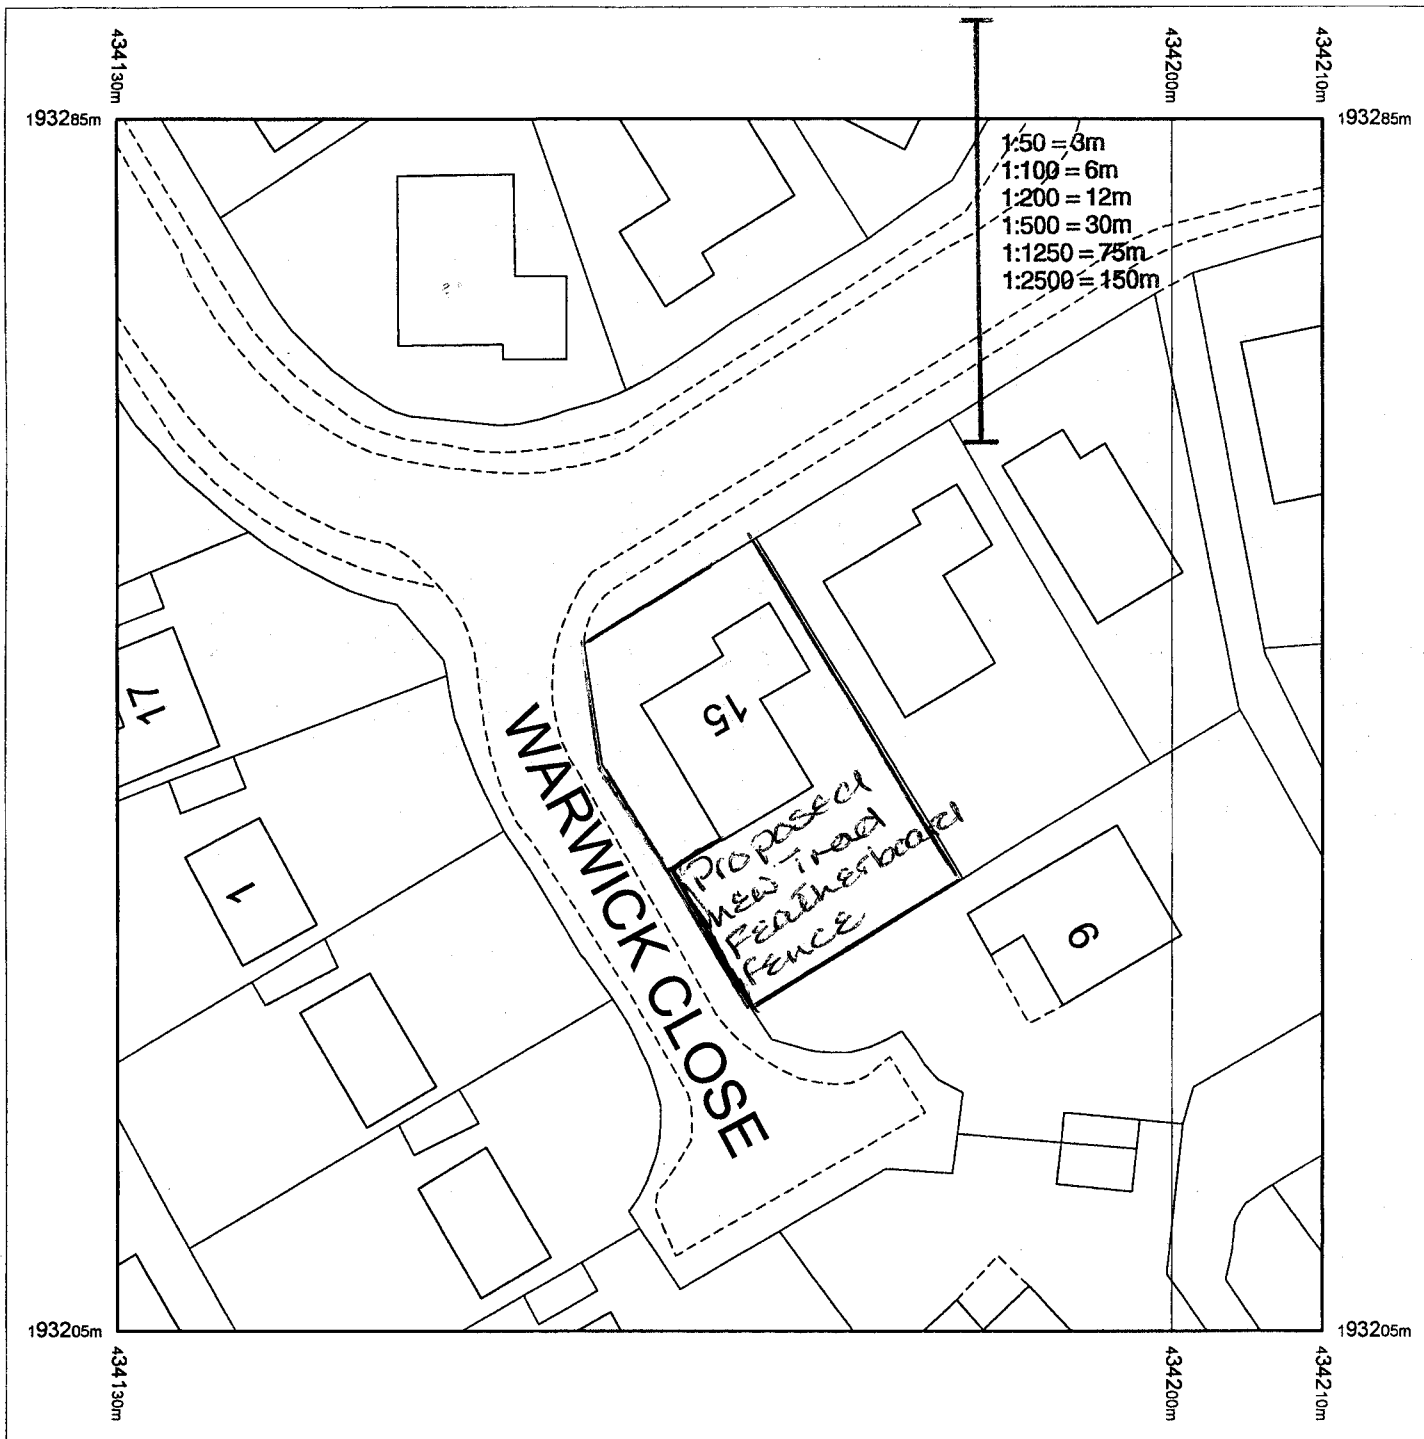 434130m
434200m
434210m
193285m
193285m
1:50 = 3m
1:100 = 6m
1:200 = 12m
1:500 = 30m
1:1250 = 75m
1:2500 = 150m
17
15
WARWICK CLOSE
1
Proposed
new Trad
Featherboard
fence
9
193205m
193205m
434130m
434200m
434210m